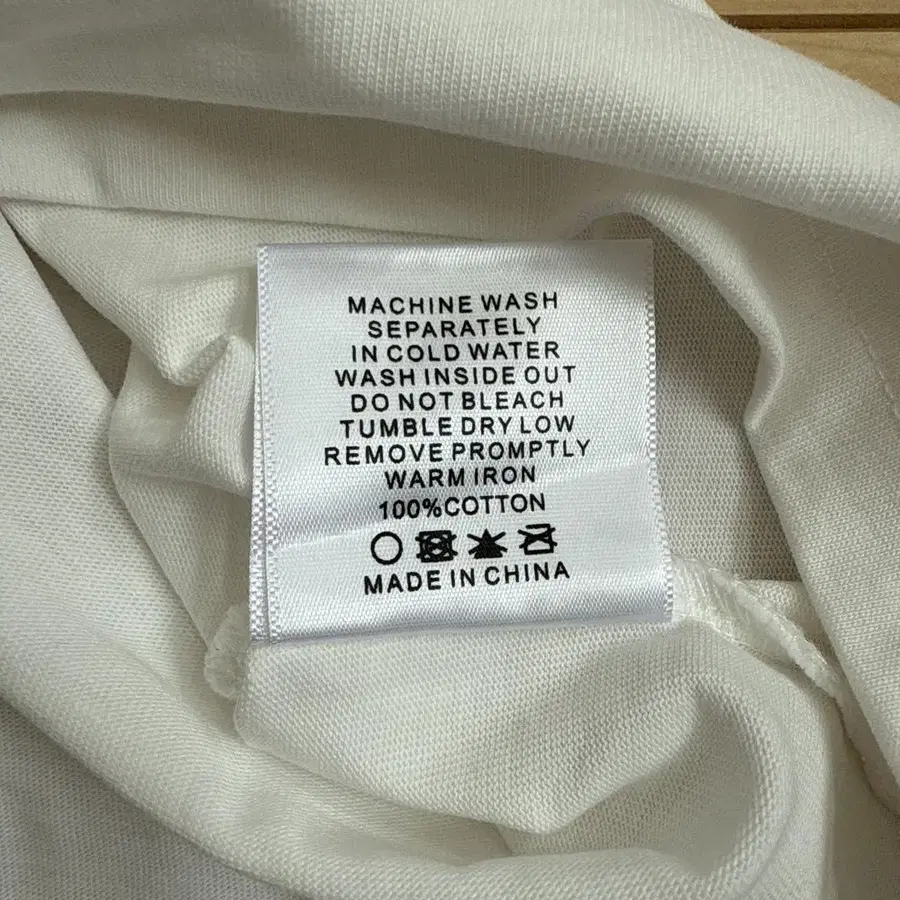 MACHINE WASH
SEPARATELY
IN COLD WATER
WASH INSIDE OUT
DO NOT BLEACH
TUMBLE DRY LOW
REMOVE PROMPTLY
WARM IRON
100%COTTON
MADE IN CHINA